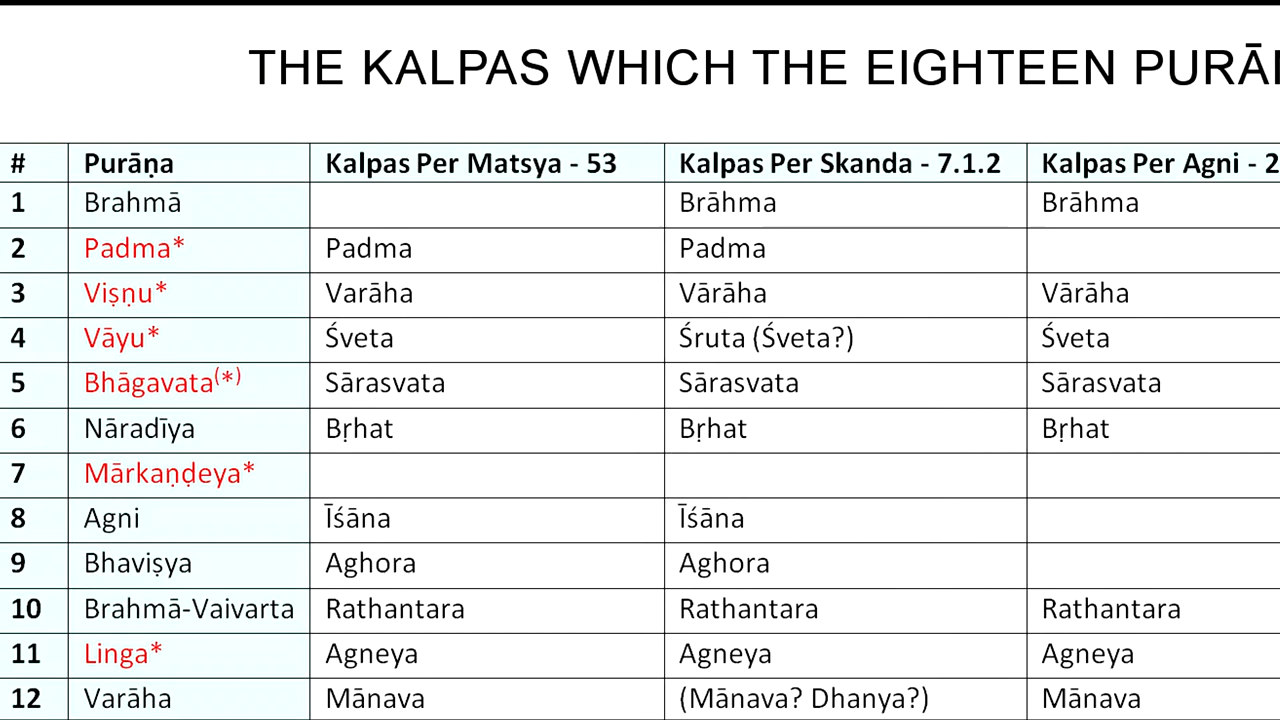 THE KALPAS WHICH THE EIGHTEEN PURĀ
# Purāṇa Kalpas Per Matsya - 53 Kalpas Per Skanda - 7.1.2 Kalpas Per Agni - 2
1 Brahmā Brāhma Brāhma
2 Padma* Padma Padma
3 Viṣṇu* Varāha Vārāha Vārāha
4 Vāyu* Śveta Śruta (Śveta?) Śveta
5 Bhāgavata(*) Sārasvata Sārasvata Sārasvata
6 Nāradīya Bṛhat Bṛhat Bṛhat
7 Mārkaṇḍeya*
8 Agni Īśāna Īśāna
9 Bhaviṣya Aghora Aghora
10 Brahmā-Vaivarta Rathantara Rathantara Rathantara
11 Linga* Agneya Agneya Agneya
12 Varāha Mānava (Mānava? Dhanya?) Mānava